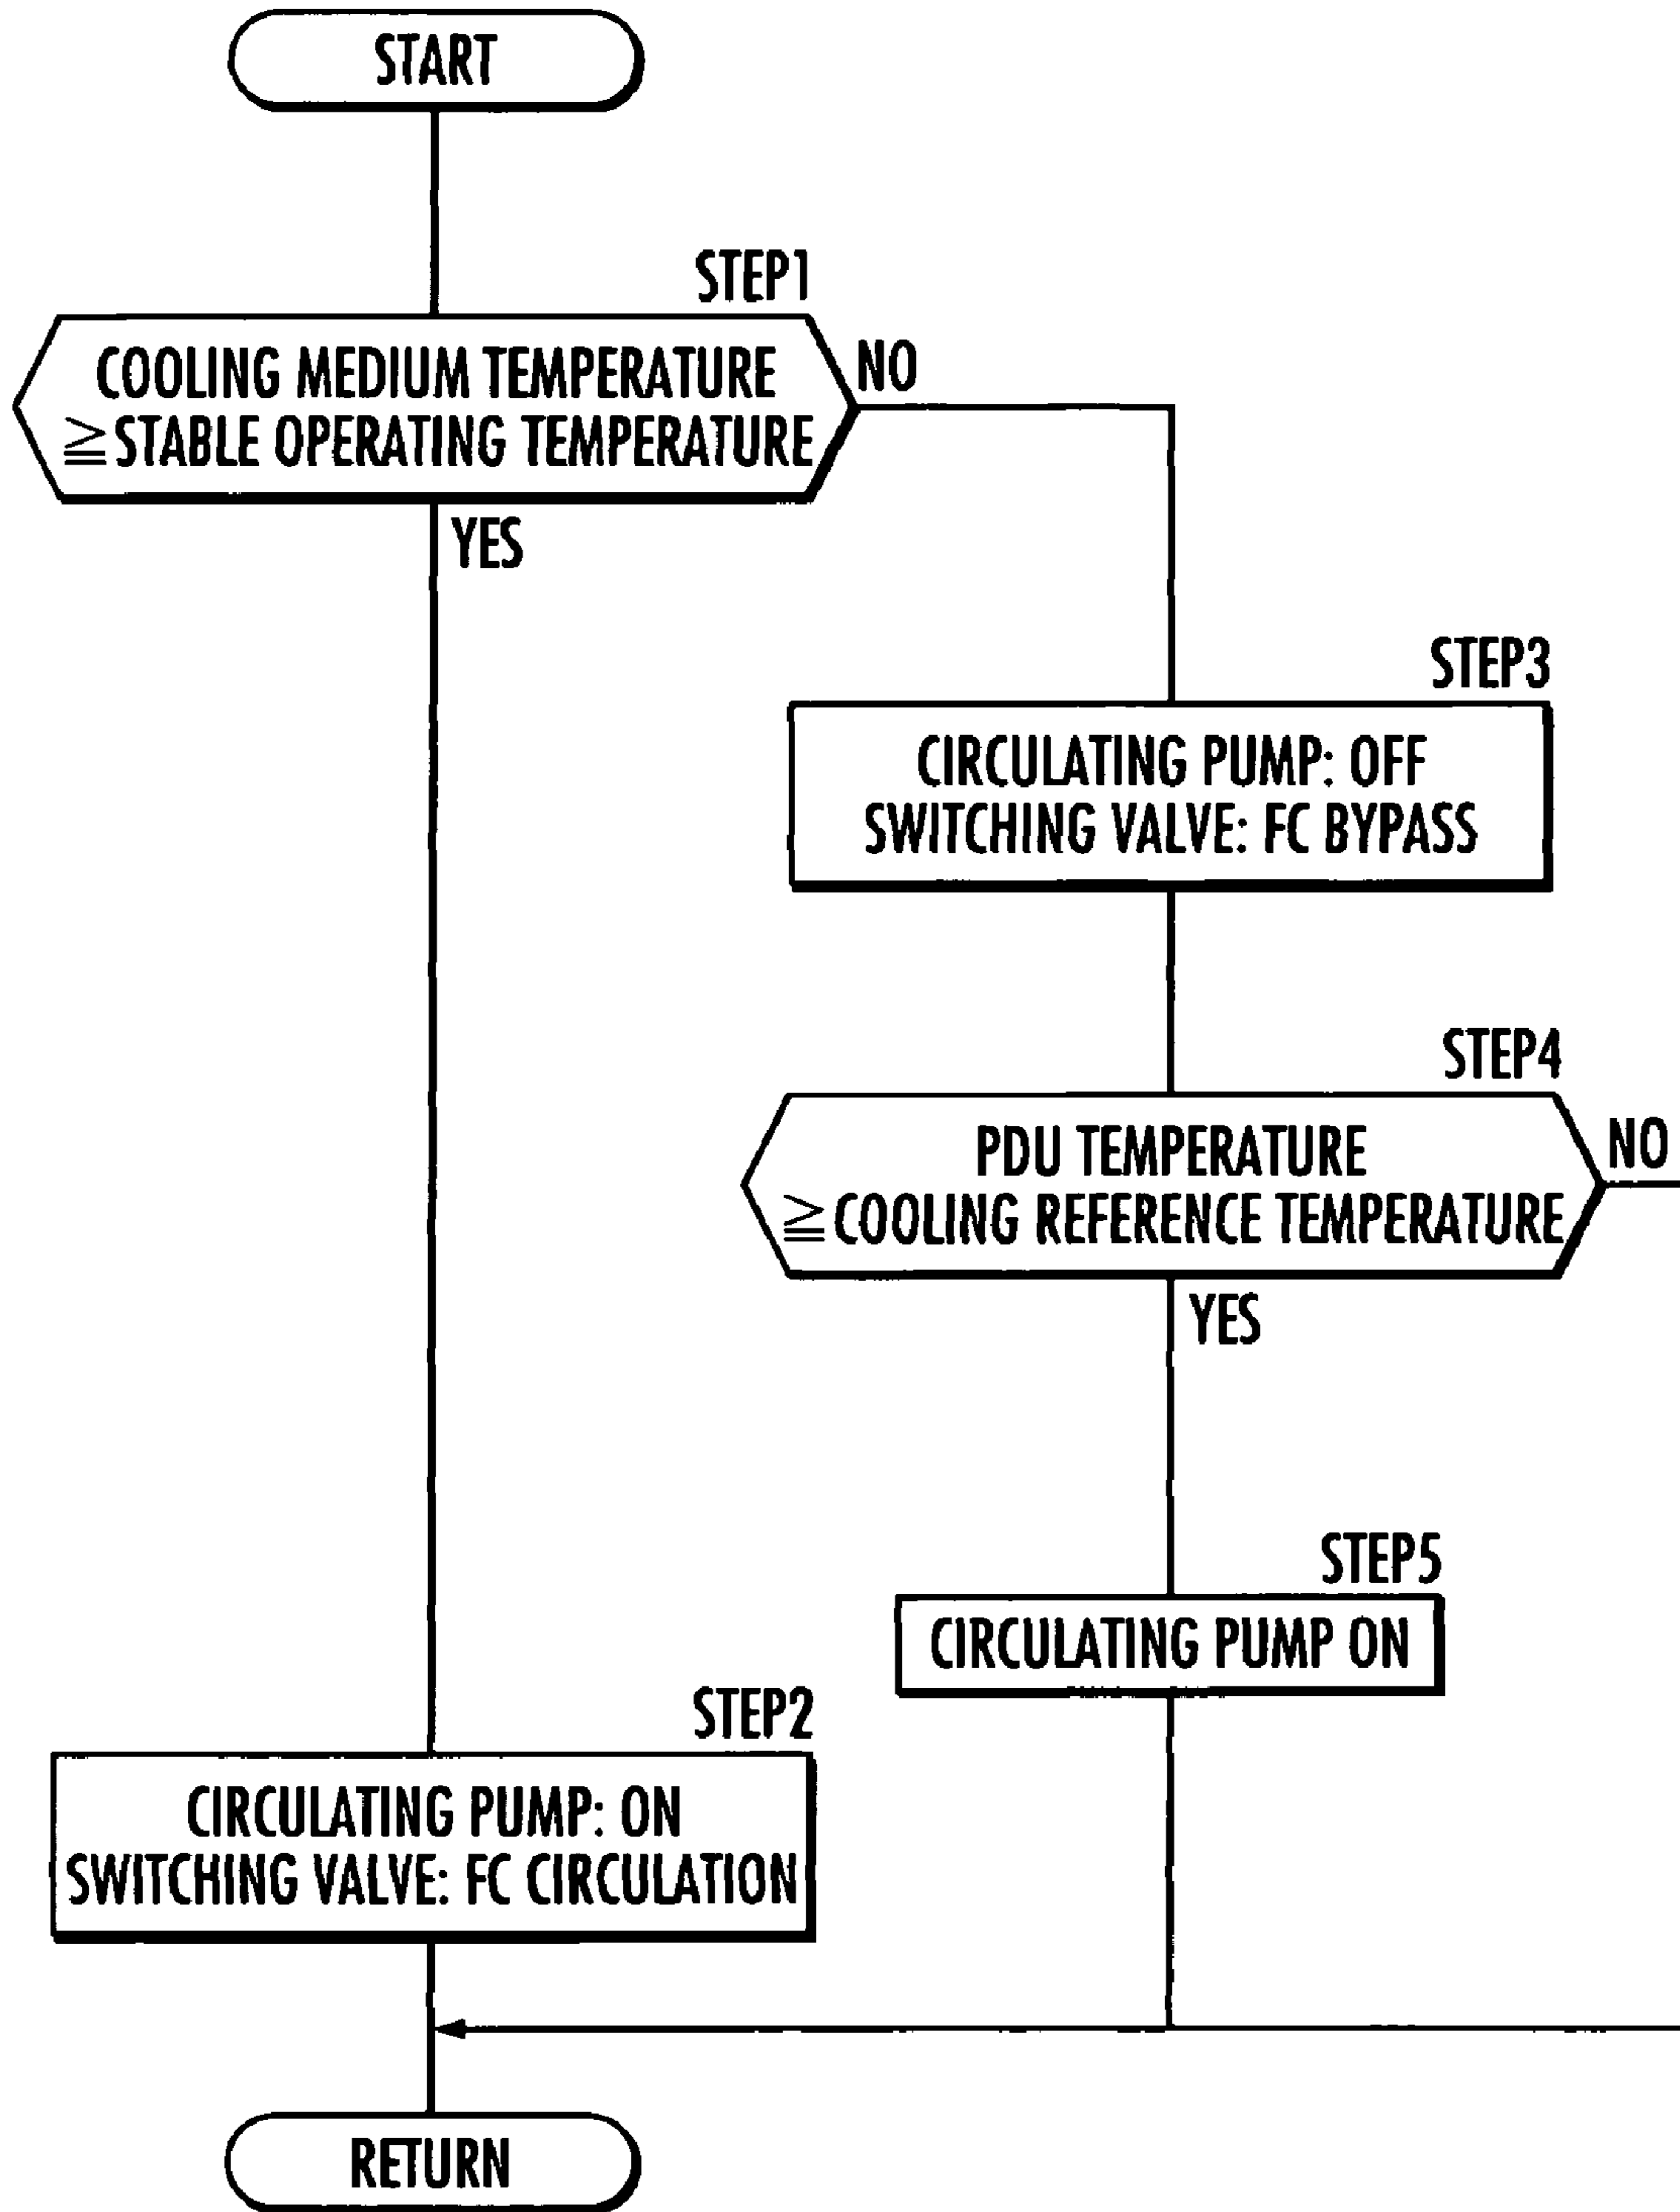 START
STEP1
COOLING MEDIUM TEMPERATURE
≧STABLE OPERATING TEMPERATURE
NO
YES
STEP3
CIRCULATING PUMP: OFF
SWITCHING VALVE: FC BYPASS
STEP4
PDU TEMPERATURE
≧COOLING REFERENCE TEMPERATURE
NO
YES
STEP5
CIRCULATING PUMP ON
STEP2
CIRCULATING PUMP: ON
SWITCHING VALVE: FC CIRCULATION
RETURN